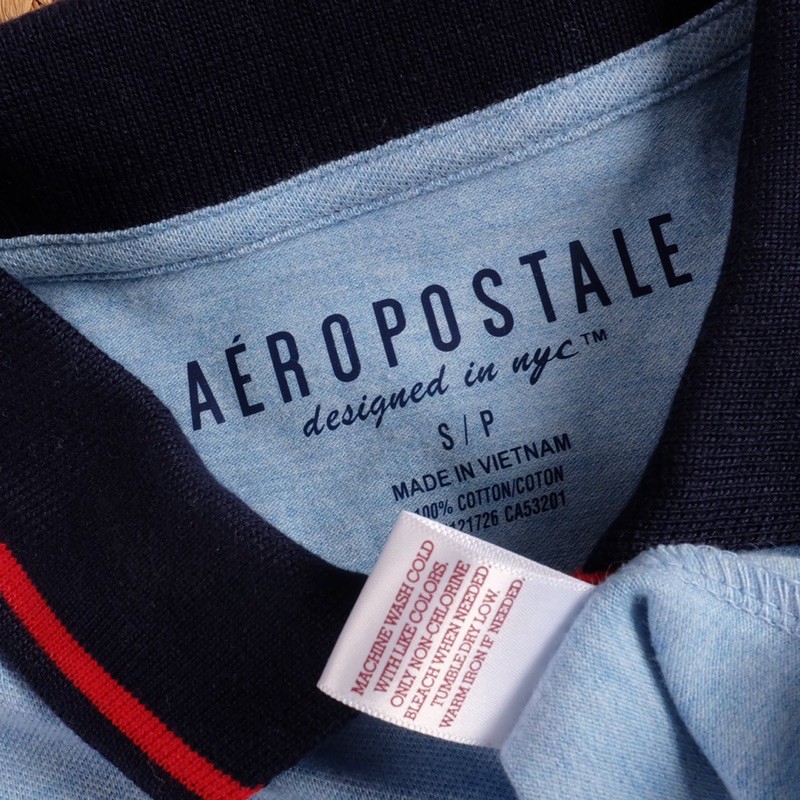 AÉROPOSTALE
designed in nyc™
S / P
MADE IN VIETNAM
100% COTTON/COTON
121726 CA53201
MACHINE WASH COLD
WITH LIKE COLORS.
ONLY NON-CHLORINE
BLEACH WHEN NEEDED
TUMBLE DRY LOW.
WARM IRON IF NEEDED.